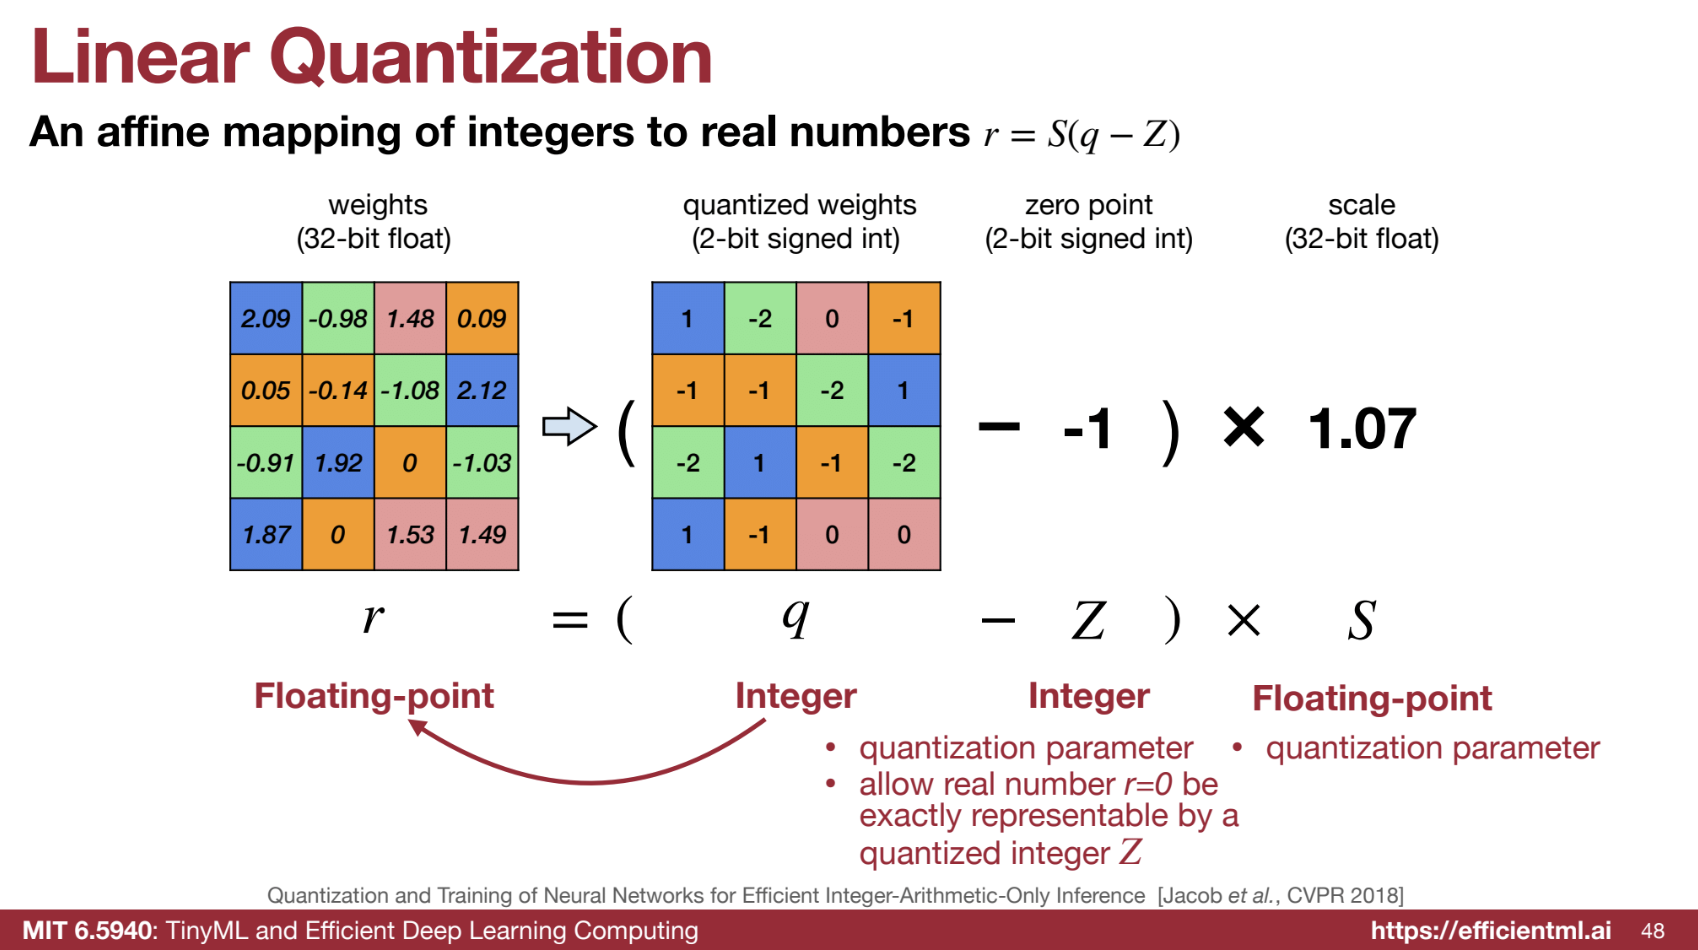 Linear Quantization
An affine mapping of integers to real numbers r = S(q − Z)
weights
(32-bit float)
quantized weights
(2-bit signed int)
zero point
(2-bit signed int)
scale
(32-bit float)
2.09 -0.98 1.48 0.09
0.05 -0.14 -1.08 2.12
-0.91 1.92 0 -1.03
1.87 0 1.53 1.49
(
1 -2 0 -1
-1 -1 -2 1
-2 1 -1 -2
1 -1 0 0
− -1 ) × 1.07
r = ( q − Z ) × S
Floating-point
Integer
Integer
Floating-point
• quantization parameter
• allow real number r=0 be
exactly representable by a
quantized integer Z
• quantization parameter
Quantization and Training of Neural Networks for Efficient Integer-Arithmetic-Only Inference [Jacob et al., CVPR 2018]
MIT 6.5940: TinyML and Efficient Deep Learning Computing
https://efficientml.ai
48